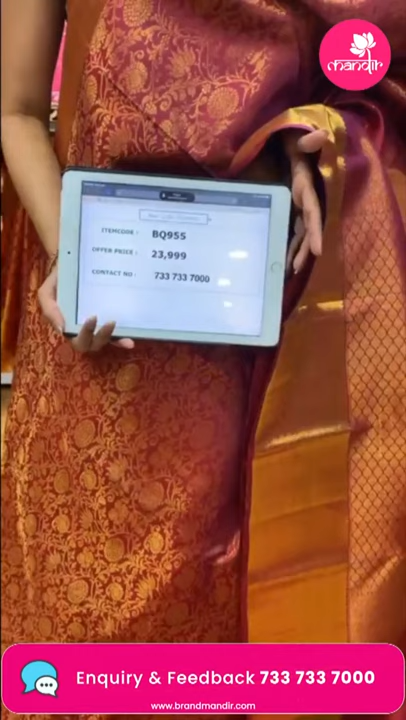 mandir
ITEMCODE : BQ955
OFFER PRICE : 23,999
CONTACT NO : 733 733 7000
Enquiry & Feedback 733 733 7000
www.brandmandir.com